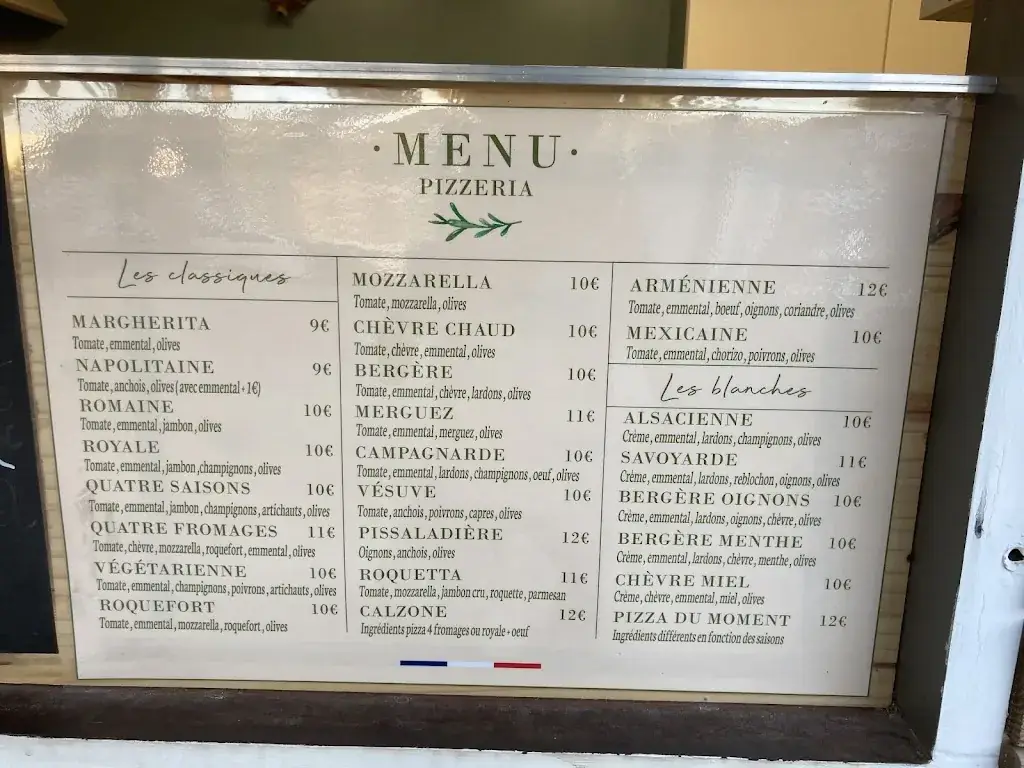 · MENU ·
PIZZERIA
Les classiques
MARGHERITA 9€
Tomate, emmental, olives
NAPOLITAINE 9€
Tomate, anchois, olives (avec emmental + 1€)
ROMAINE 10€
Tomate, emmental, jambon, olives
ROYALE 10€
Tomate, emmental, jambon, champignons, olives
QUATRE SAISONS 10€
Tomate, emmental, jambon, champignons, artichauts, olives
QUATRE FROMAGES 11€
Tomate, chèvre, mozzarella, roquefort, emmental, olives
VÉGÉTARIENNE 10€
Tomate, emmental, champignons, poivrons, artichauts, olives
ROQUEFORT 10€
Tomate, emmental, mozzarella, roquefort, olives
MOZZARELLA 10€
Tomate, mozzarella, olives
CHÈVRE CHAUD 10€
Tomate, chèvre, emmental, olives
BERGÈRE 10€
Tomate, emmental, chèvre, lardons, olives
MERGUEZ 11€
Tomate, emmental, merguez, olives
CAMPAGNARDE 10€
Tomate, emmental, lardons, champignons, oeuf, olives
VÉSUVE 10€
Tomate, anchois, poivrons, capres, olives
PISSALADIÈRE 12€
Oignons, anchois, olives
ROQUETTA 11€
Tomate, mozzarella, jambon cru, roquette, parmesan
CALZONE 12€
Ingrédients pizza 4 fromages ou royale + oeuf
ARMÉNIENNE 12€
Tomate, emmental, boeuf, oignons, coriandre, olives
MEXICAINE 10€
Tomate, emmental, chorizo, poivrons, olives
Les blanches
ALSACIENNE 10€
Crème, emmental, lardons, champignons, olives
SAVOYARDE 11€
Crème, emmental, lardons, reblochon, oignons, olives
BERGÈRE OIGNONS 10€
Crème, emmental, lardons, oignons, chèvre, olives
BERGÈRE MENTHE 10€
Crème, emmental, lardons, chèvre, menthe, olives
CHÈVRE MIEL 10€
Crème, chèvre, emmental, miel, olives
PIZZA DU MOMENT 12€
Ingrédients différents en fonction des saisons